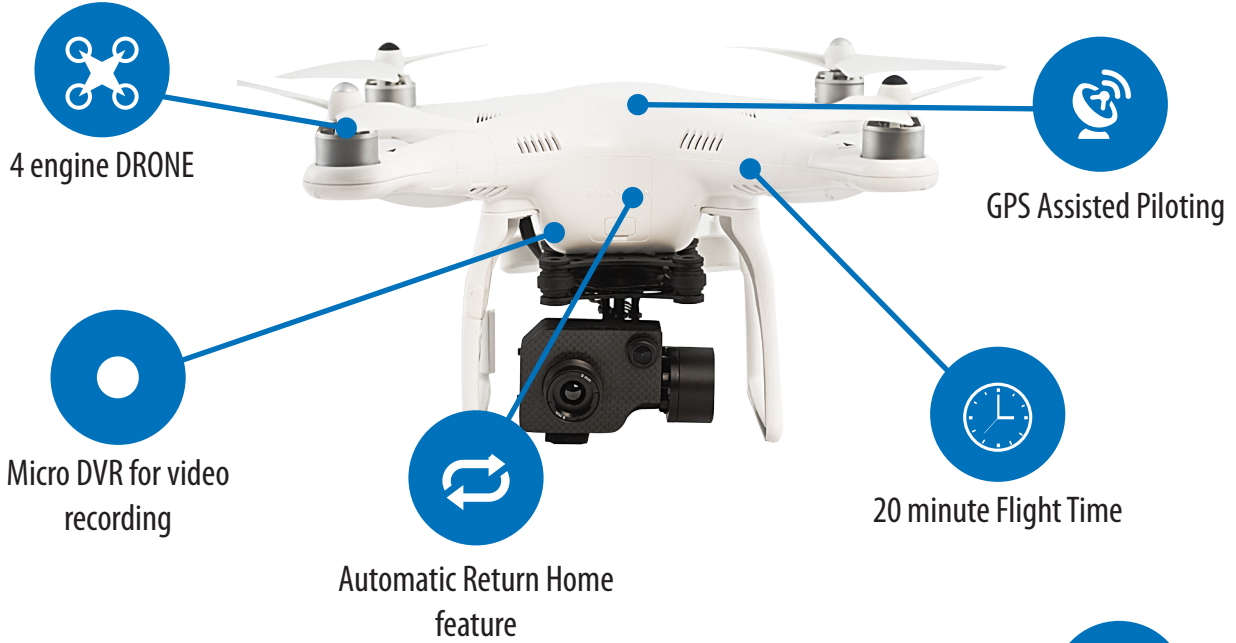 4 engine DRONE
GPS Assisted Piloting
Micro DVR for video
recording
20 minute Flight Time
Automatic Return Home
feature